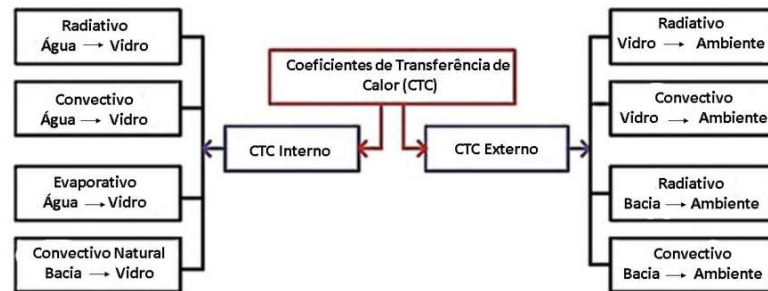 Coeficientes de Transferência de
Calor (CTC)
CTC Interno
Radiativo
Água → Vidro
Convectivo
Água → Vidro
Evaporativo
Água → Vidro
Convectivo Natural
Bacia → Vidro
CTC Externo
Radiativo
Vidro → Ambiente
Convectivo
Vidro → Ambiente
Radiativo
Bacia → Ambiente
Convectivo
Bacia → Ambiente